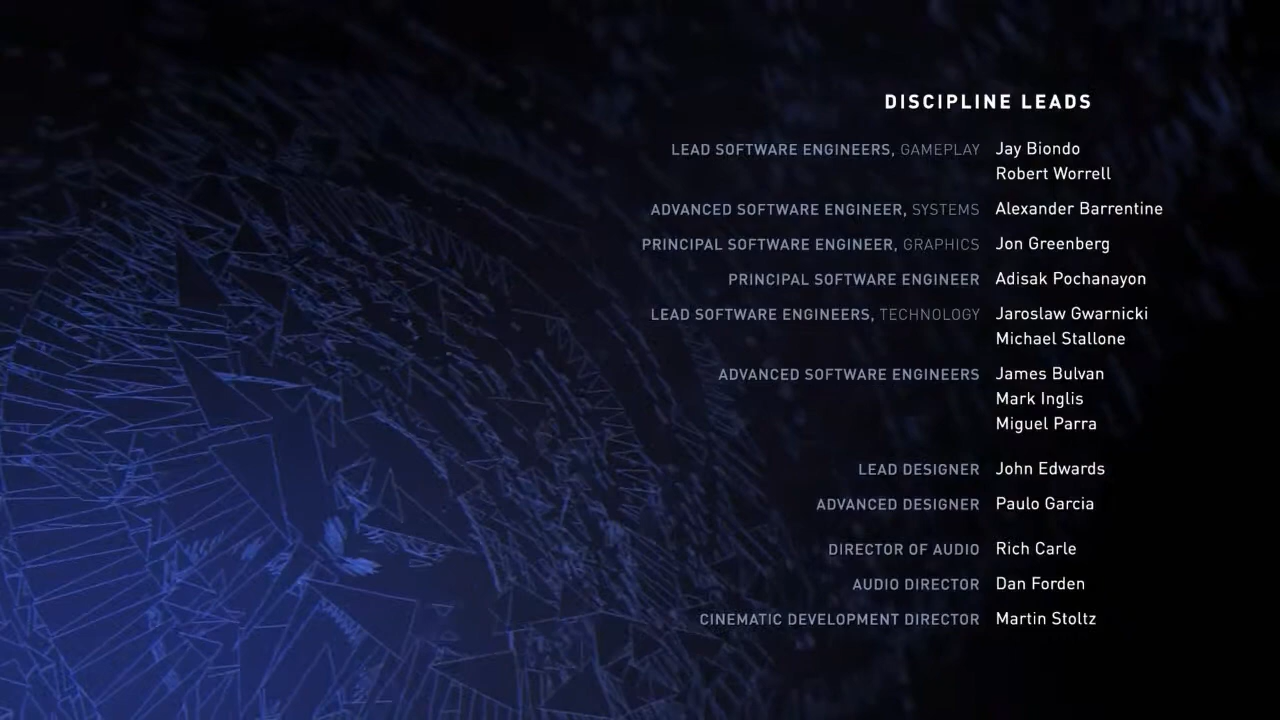 DISCIPLINE LEADS
LEAD SOFTWARE ENGINEERS, GAMEPLAY Jay Biondo
Robert Worrell
ADVANCED SOFTWARE ENGINEER, SYSTEMS Alexander Barrentine
PRINCIPAL SOFTWARE ENGINEER, GRAPHICS Jon Greenberg
PRINCIPAL SOFTWARE ENGINEER Adisak Pochanayon
LEAD SOFTWARE ENGINEERS, TECHNOLOGY Jaroslaw Gwarnicki
Michael Stallone
ADVANCED SOFTWARE ENGINEERS James Bulvan
Mark Inglis
Miguel Parra
LEAD DESIGNER John Edwards
ADVANCED DESIGNER Paulo Garcia
DIRECTOR OF AUDIO Rich Carle
AUDIO DIRECTOR Dan Forden
CINEMATIC DEVELOPMENT DIRECTOR Martin Stoltz